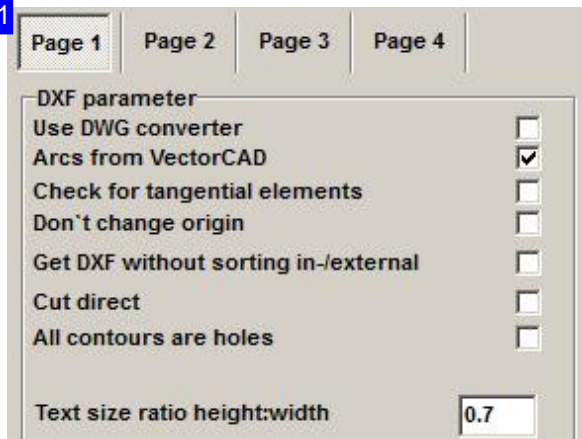 1
Page 1 Page 2 Page 3 Page 4
DXF parameter
Use DWG converter
Arcs from VectorCAD
Check for tangential elements
Don`t change origin
Get DXF without sorting in-/external
Cut direct
All contours are holes
Text size ratio height:width 0.7